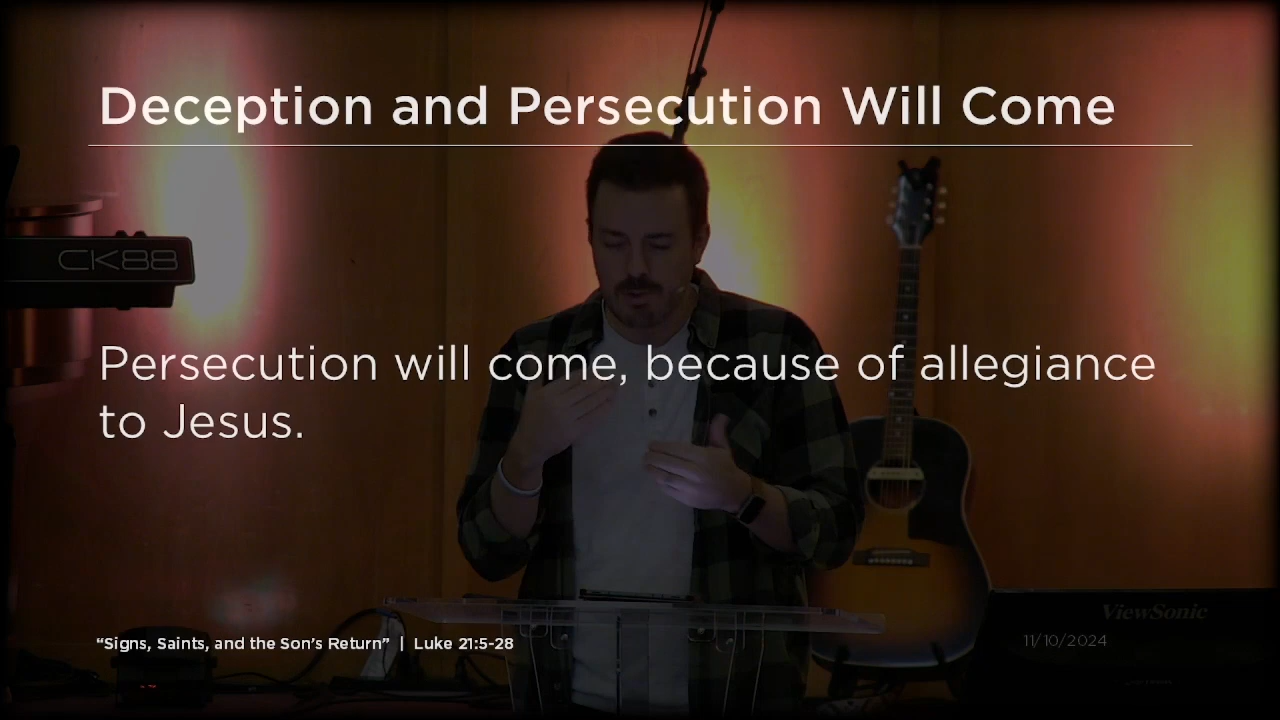 Deception and Persecution Will Come
CK88
Persecution will come, because of allegiance
to Jesus.
ViewSonic
“Signs, Saints, and the Son’s Return” | Luke 21:5-28
11/10/2024